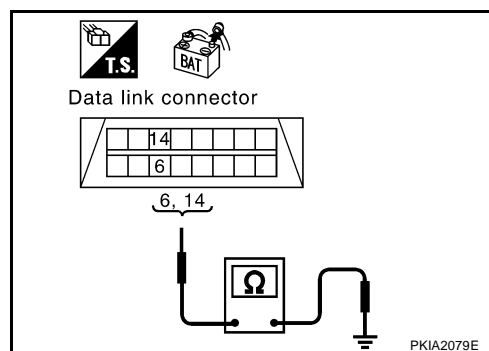 T.S.
BAT
Data link connector
14
6
6, 14
Ω
PKIA2079E